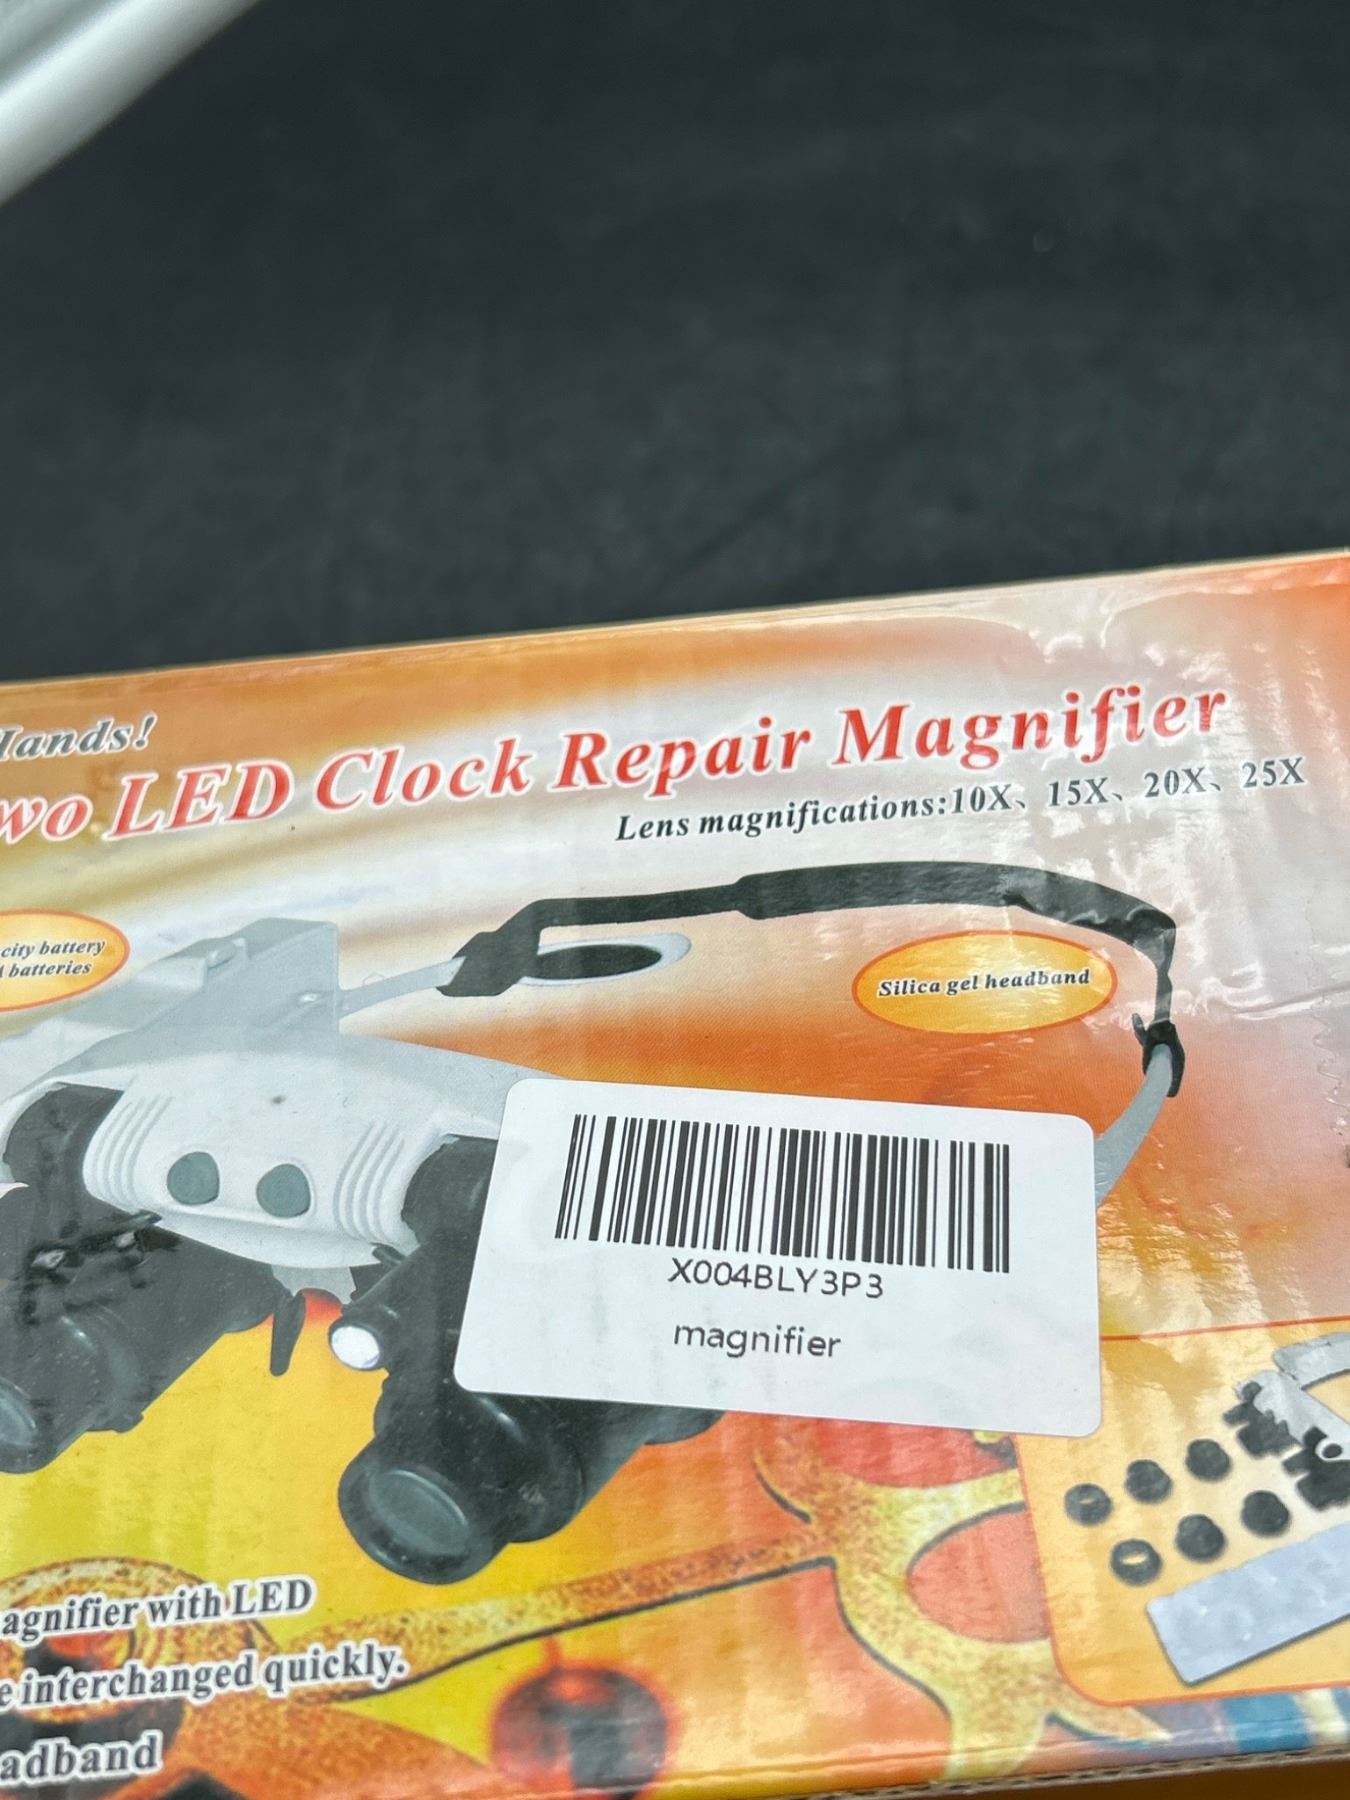 Hands!
wo LED Clock Repair Magnifier
Lens magnifications:10X、15X、20X、25X
city battery
batteries
Silica gel headband
X004BLY3P3
magnifier
agnifier with LED
e interchanged quickly.
adband